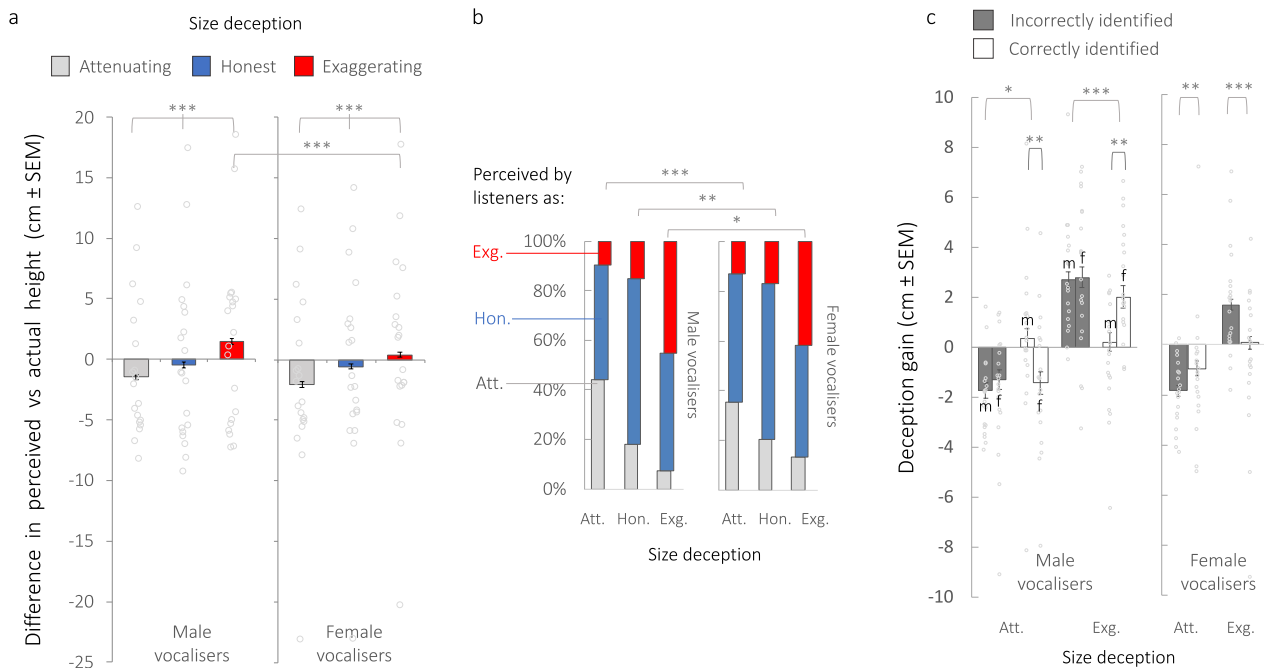 a
Size deception
Attenuating
Honest
Exaggerating
Difference in perceived vs actual height (cm ± SEM)
20
15
10
5
0
-5
-10
-15
-20
-25
***
***
***
Male
vocalisers
Female
vocalisers
b
Perceived by
listeners as:
***
**
*
Exg.
Hon.
Att.
100%
80%
60%
40%
20%
0%
Male vocalisers
Female vocalisers
Att.
Hon.
Exg.
Att.
Hon.
Exg.
Size deception
c
Incorrectly identified
Correctly identified
Deception gain (cm ± SEM)
10
8
6
4
2
0
-2
-4
-6
-8
-10
*
***
**
***
**
**
m
f
m
f
m
f
m
f
Male
vocalisers
Female
vocalisers
Att.
Exg.
Att.
Exg.
Size deception